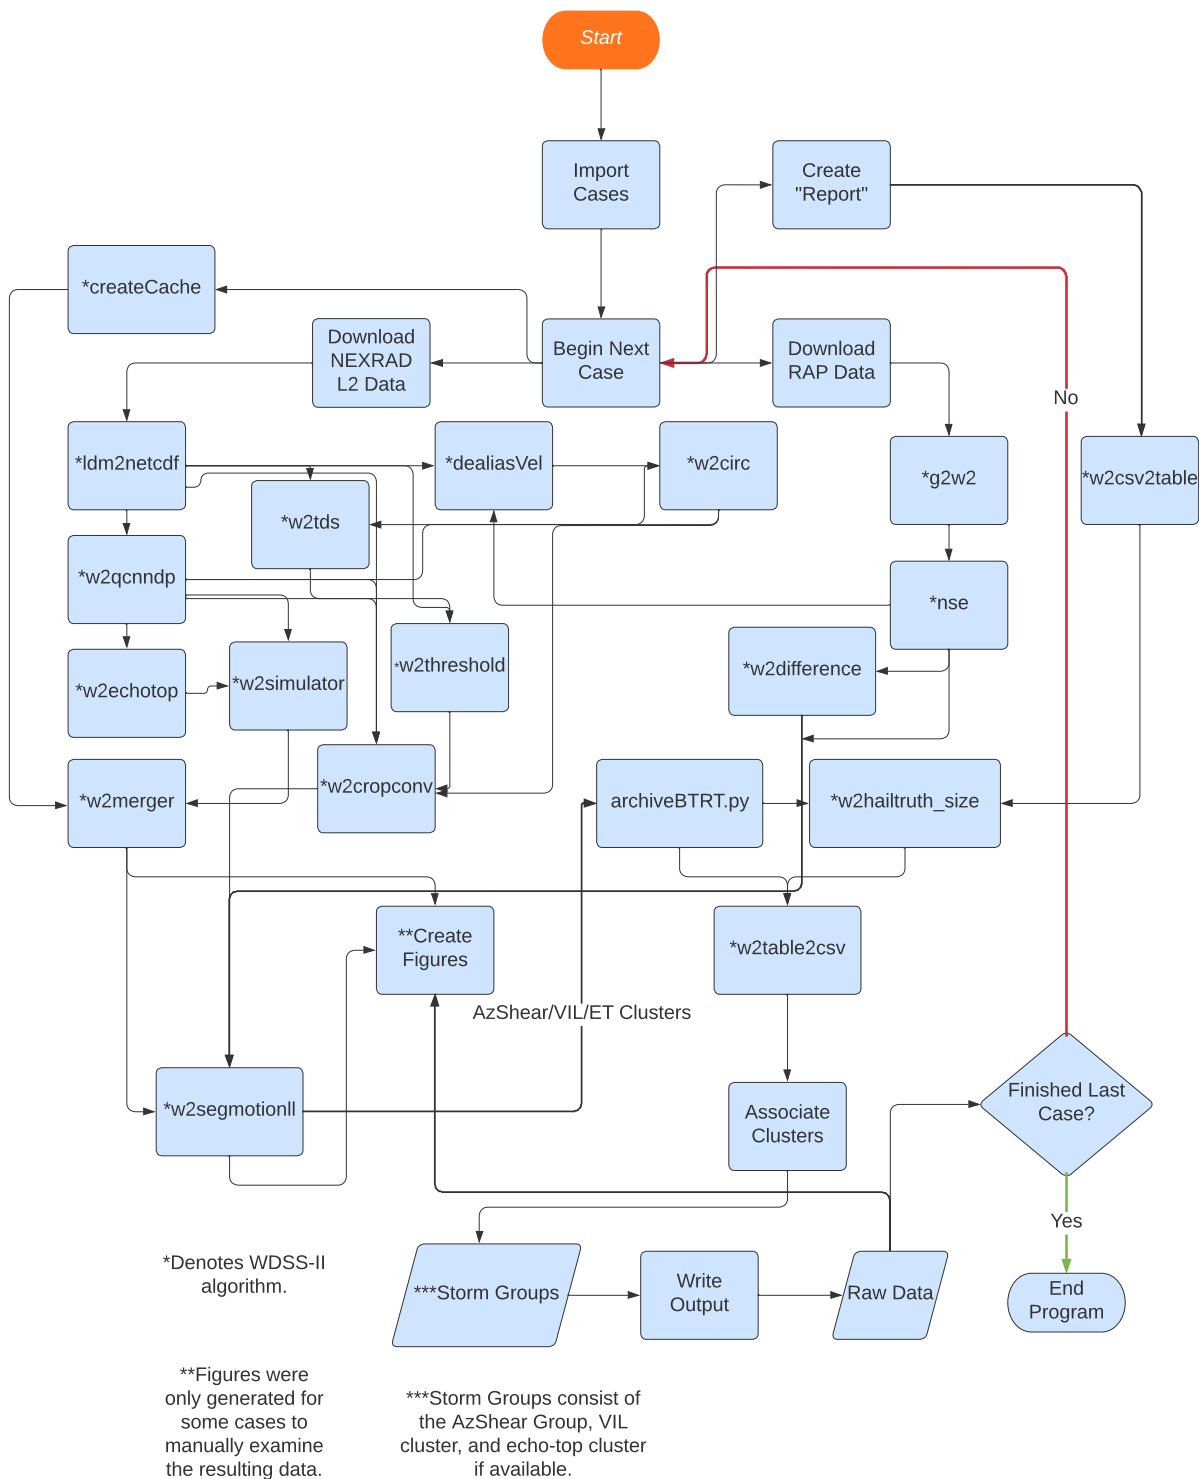 Start
Import
Cases
Create
"Report"
*createCache
Download
NEXRAD
L2 Data
Begin Next
Case
Download
RAP Data
No
*ldm2netcdf
*dealiasVel
*w2circ
*g2w2
*w2csv2table
*w2tds
*w2qcnndp
*nse
*w2echotop
*w2simulator
*w2threshold
*w2difference
*w2merger
*w2cropconv
archiveBTRT.py
*w2hailtruth_size
**Create
Figures
*w2table2csv
AzShear/VIL/ET Clusters
*w2segmotionll
Associate
Clusters
Finished Last
Case?
Yes
***Storm Groups
Write
Output
Raw Data
End
Program
*Denotes WDSS-II
algorithm.
**Figures were
only generated for
some cases to
manually examine
the resulting data.
***Storm Groups consist of
the AzShear Group, VIL
cluster, and echo-top cluster
if available.